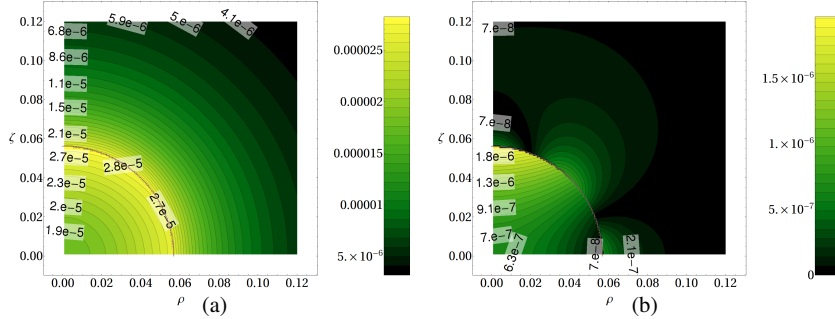 0.12
0.10
0.08
0.06
ζ
0.04
0.02
0.00
5.9e-6
5.e-6
4.1e-6
6.8e-6
8.6e-6
1.1e-5
1.5e-5
2.1e-5
2.7e-5
2.8e-5
2.3e-5
2.7e-5
2.e-5
1.9e-5
0.00 0.02 0.04 0.06 0.08 0.10 0.12
ρ
(a)
0.000025
0.00002
0.000015
0.00001
5.×10⁻⁶
0.12
0.10
0.08
0.06
ζ
0.04
0.02
0.00
7.e-8
7.e-8
1.8e-6
1.3e-6
9.1e-7
7.e-7
6.3e-7
7.e-8
2.1e-7
0.00 0.02 0.04 0.06 0.08 0.10 0.12
ρ
(b)
1.5×10⁻⁶
1.×10⁻⁶
5.×10⁻⁷
0